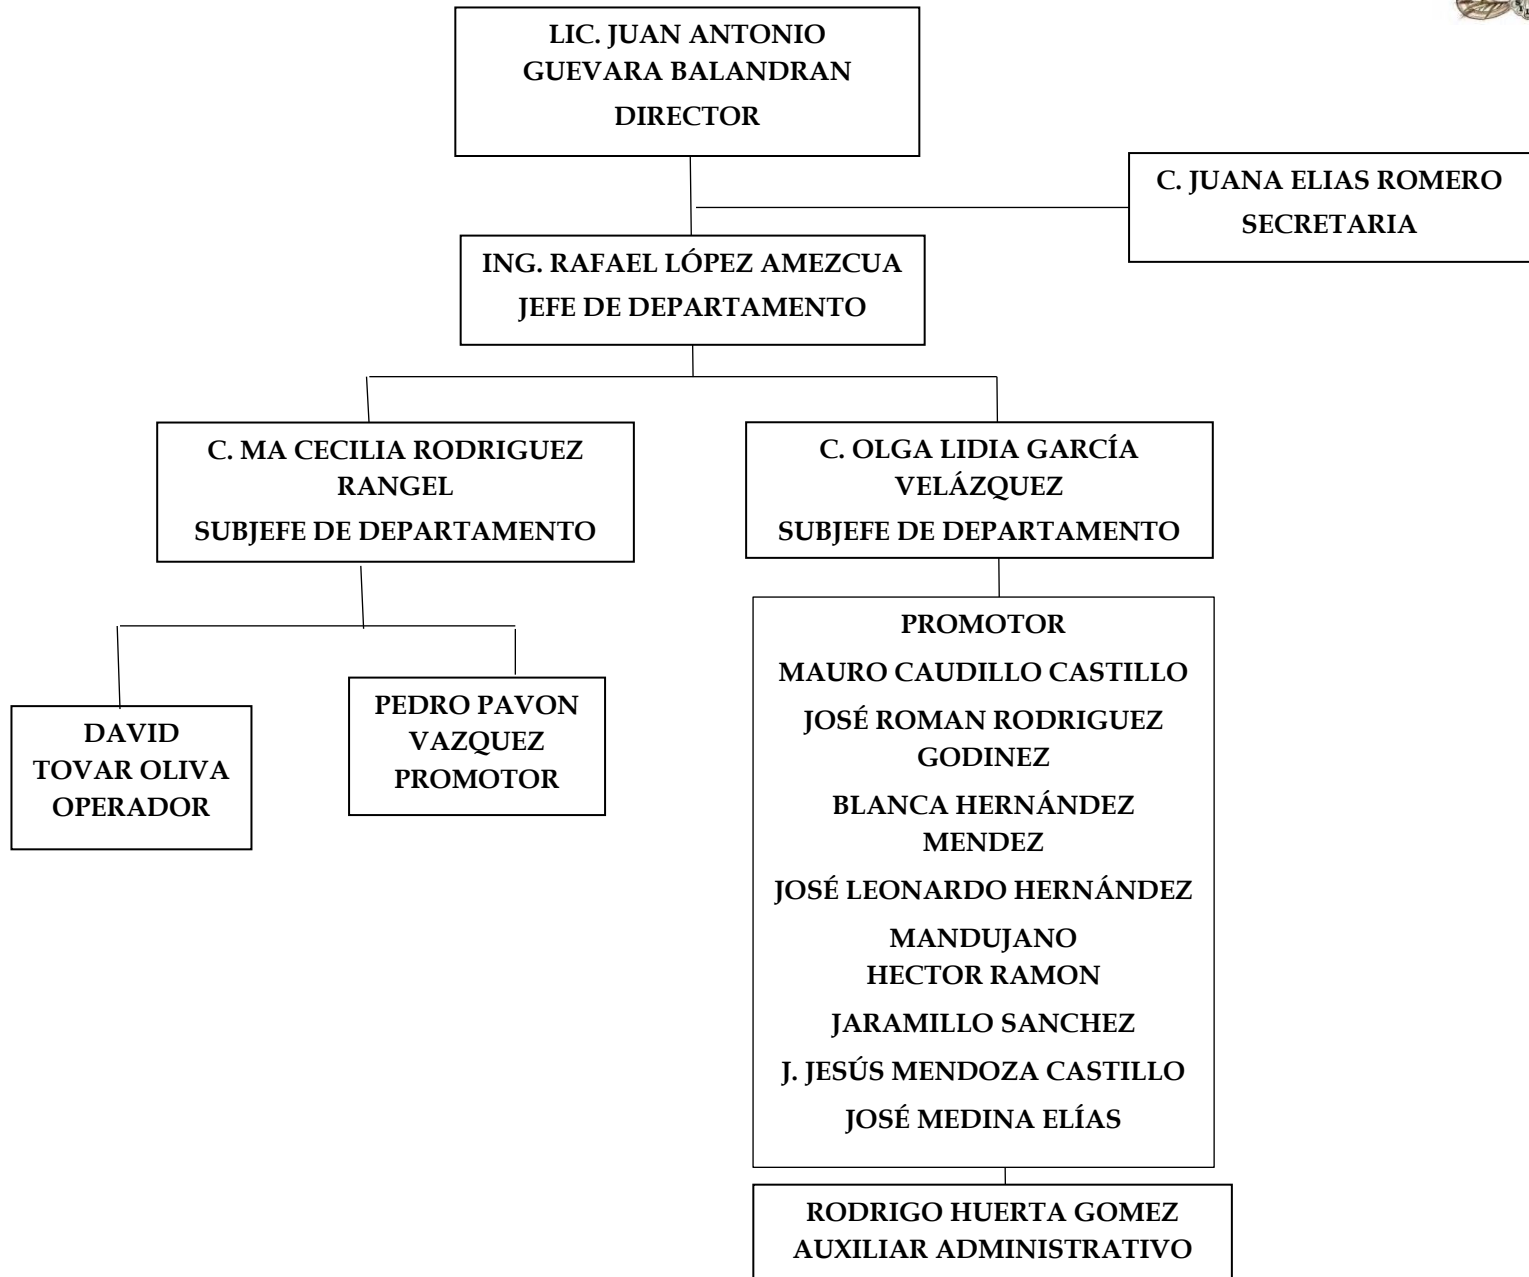 LIC. JUAN ANTONIO
GUEVARA BALANDRAN
DIRECTOR
C. JUANA ELIAS ROMERO
SECRETARIA
ING. RAFAEL LÓPEZ AMEZCUA
JEFE DE DEPARTAMENTO
C. MA CECILIA RODRIGUEZ
RANGEL
SUBJEFE DE DEPARTAMENTO
C. OLGA LIDIA GARCÍA
VELÁZQUEZ
SUBJEFE DE DEPARTAMENTO
DAVID
TOVAR OLIVA
OPERADOR
PEDRO PAVON
VAZQUEZ
PROMOTOR
PROMOTOR
MAURO CAUDILLO CASTILLO
JOSÉ ROMAN RODRIGUEZ
GODINEZ
BLANCA HERNÁNDEZ
MENDEZ
JOSÉ LEONARDO HERNÁNDEZ
MANDUJANO
HECTOR RAMON
JARAMILLO SANCHEZ
J. JESÚS MENDOZA CASTILLO
JOSÉ MEDINA ELÍAS
RODRIGO HUERTA GOMEZ
AUXILIAR ADMINISTRATIVO